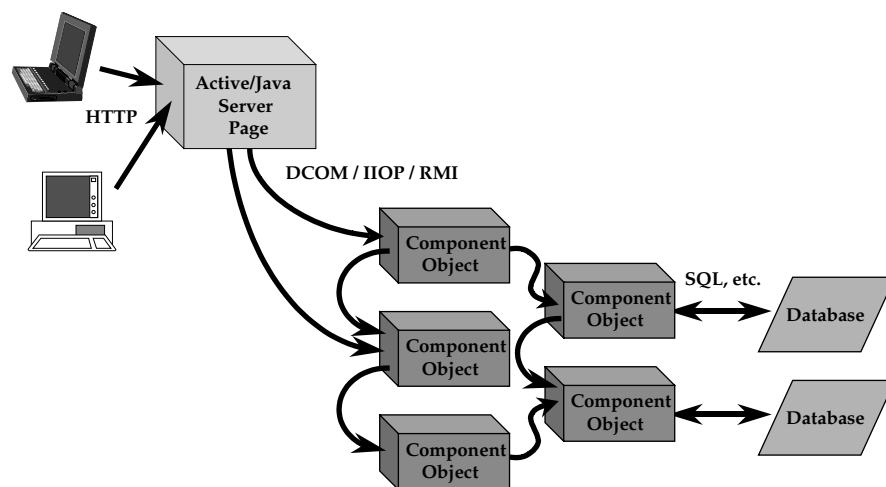 Active/Java
Server
Page
HTTP
DCOM / IIOP / RMI
Component
Object
Component
Object
SQL, etc.
Database
Component
Object
Component
Object
Database
Component
Object